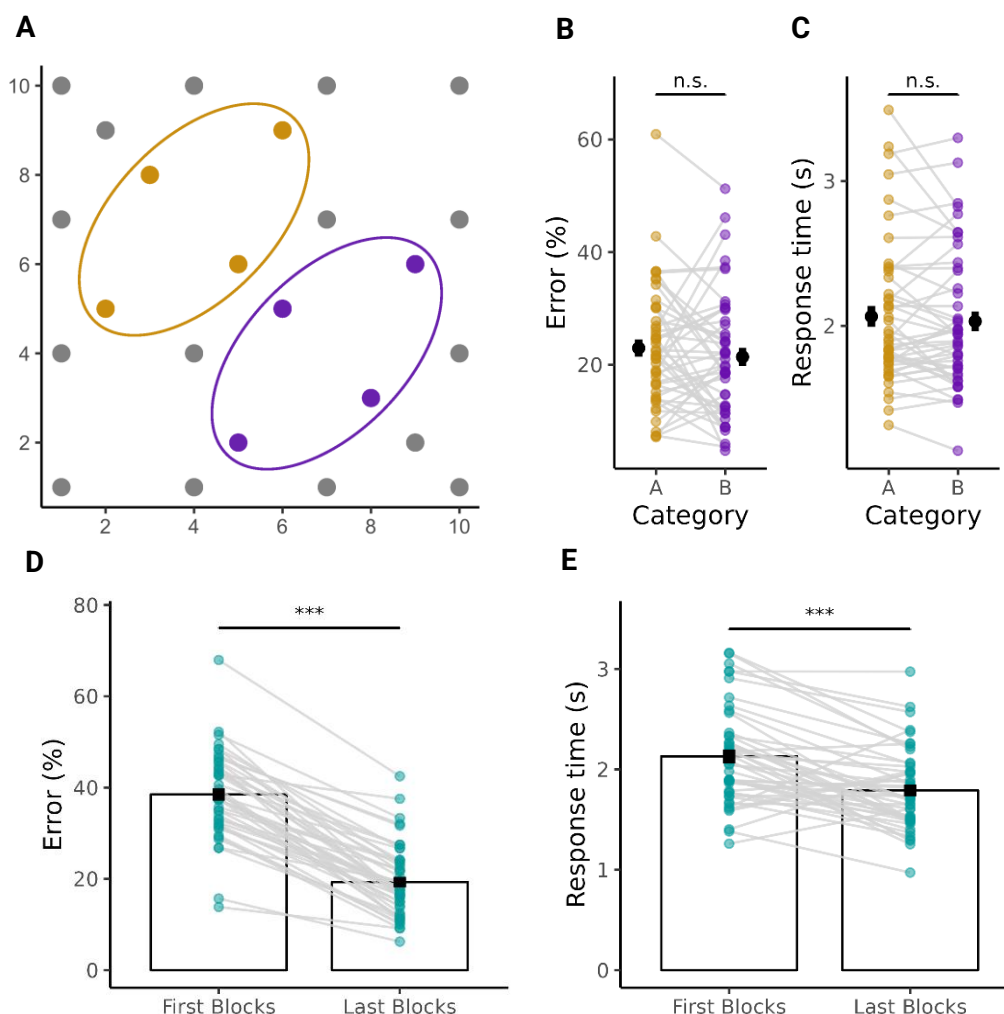 A
10
8
6
4
2
2
4
6
8
10
B
n.s.
Error (%)
60
40
20
A
B
Category
C
n.s.
Response time (s)
3
2
A
B
Category
D
***
Error (%)
80
60
40
20
0
First Blocks
Last Blocks
E
***
Response time (s)
3
2
1
0
First Blocks
Last Blocks